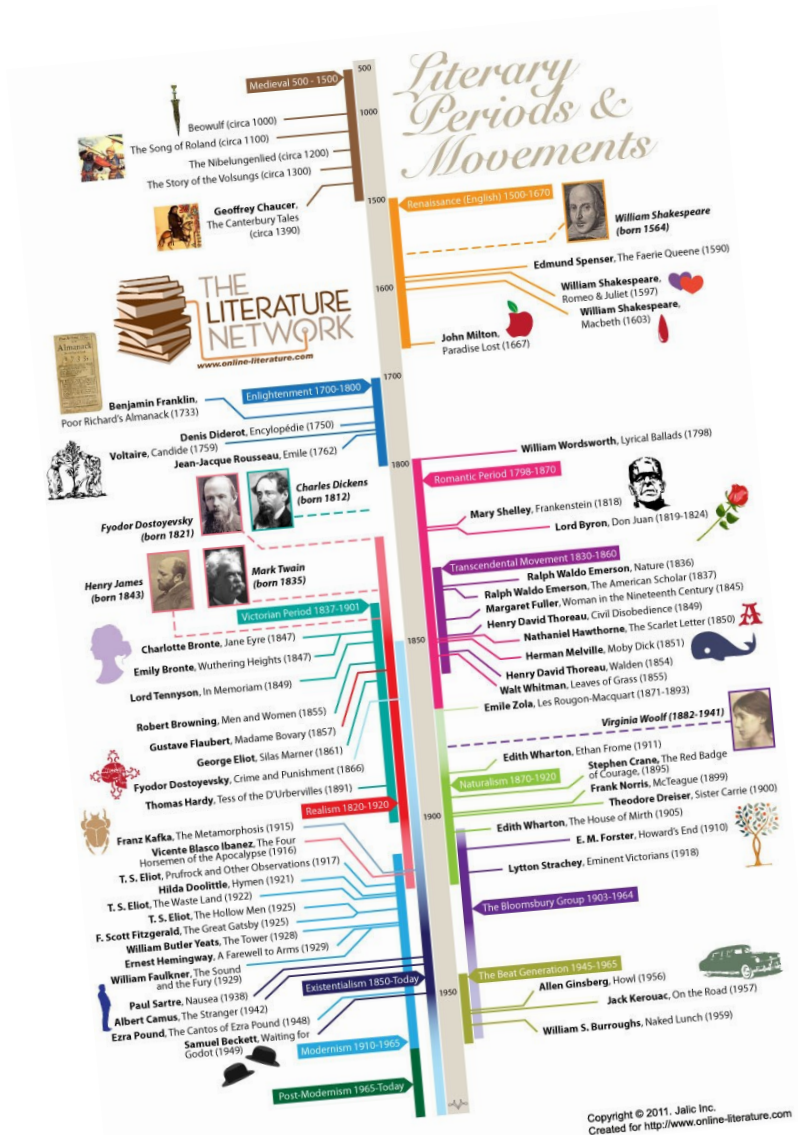 Literary
Periods &
Movements
500
Medieval 500 - 1500
1000
Beowulf (circa 1000)
The Song of Roland (circa 1100)
The Nibelungenlied (circa 1200)
The Story of the Volsungs (circa 1300)
Geoffrey Chaucer,
The Canterbury Tales
(circa 1390)
1500
Renaissance (English) 1500-1670
William Shakespeare
(born 1564)
Edmund Spenser, The Faerie Queene (1590)
William Shakespeare,
Romeo & Juliet (1597)
William Shakespeare,
Macbeth (1603)
1600
John Milton,
Paradise Lost (1667)
THE
LITERATURE
NETWORK
www.online-literature.com
Almanack
1700
Enlightenment 1700-1800
Benjamin Franklin,
Poor Richard's Almanack (1733)
Denis Diderot, Encylopédie (1750)
Voltaire, Candide (1759)
Jean-Jacque Rousseau, Emile (1762)
1800
William Wordsworth, Lyrical Ballads (1798)
Romantic Period 1798-1870
Mary Shelley, Frankenstein (1818)
Lord Byron, Don Juan (1819-1824)
Charles Dickens
(born 1812)
Fyodor Dostoyevsky
(born 1821)
Mark Twain
(born 1835)
Henry James
(born 1843)
Transcendental Movement 1830-1860
Ralph Waldo Emerson, Nature (1836)
Ralph Waldo Emerson, The American Scholar (1837)
Margaret Fuller, Woman in the Nineteenth Century (1845)
Henry David Thoreau, Civil Disobedience (1849)
Nathaniel Hawthorne, The Scarlet Letter (1850)
A
Herman Melville, Moby Dick (1851)
Henry David Thoreau, Walden (1854)
Walt Whitman, Leaves of Grass (1855)
Emile Zola, Les Rougon-Macquart (1871-1893)
Victorian Period 1837-1901
1850
Charlotte Bronte, Jane Eyre (1847)
Emily Bronte, Wuthering Heights (1847)
Lord Tennyson, In Memoriam (1849)
Robert Browning, Men and Women (1855)
Gustave Flaubert, Madame Bovary (1857)
George Eliot, Silas Marner (1861)
Fyodor Dostoyevsky, Crime and Punishment (1866)
Thomas Hardy, Tess of the D'Urbervilles (1891)
Realism 1820-1920
Virginia Woolf (1882-1941)
Edith Wharton, Ethan Frome (1911)
Stephen Crane, The Red Badge
of Courage, (1895)
Naturalism 1870-1920
Frank Norris, McTeague (1899)
Theodore Dreiser, Sister Carrie (1900)
Edith Wharton, The House of Mirth (1905)
1900
E. M. Forster, Howard's End (1910)
Lytton Strachey, Eminent Victorians (1918)
The Bloomsbury Group 1903-1964
Franz Kafka, The Metamorphosis (1915)
Vicente Blasco Ibanez, The Four
Horsemen of the Apocalypse (1916)
T. S. Eliot, Prufrock and Other Observations (1917)
Hilda Doolittle, Hymen (1921)
T. S. Eliot, The Waste Land (1922)
T. S. Eliot, The Hollow Men (1925)
F. Scott Fitzgerald, The Great Gatsby (1925)
William Butler Yeats, The Tower (1928)
Ernest Hemingway, A Farewell to Arms (1929)
William Faulkner, The Sound
and the Fury (1929)
Paul Sartre, Nausea (1938)
Albert Camus, The Stranger (1942)
Ezra Pound, The Cantos of Ezra Pound (1948)
Samuel Beckett, Waiting for
Godot (1949)
Existentialism 1850-Today
1950
The Beat Generation 1945-1965
Allen Ginsberg, Howl (1956)
Jack Kerouac, On the Road (1957)
William S. Burroughs, Naked Lunch (1959)
Modernism 1910-1965
Post-Modernism 1965-Today
Copyright © 2011. Jalic Inc.
Created for http://www.online-literature.com